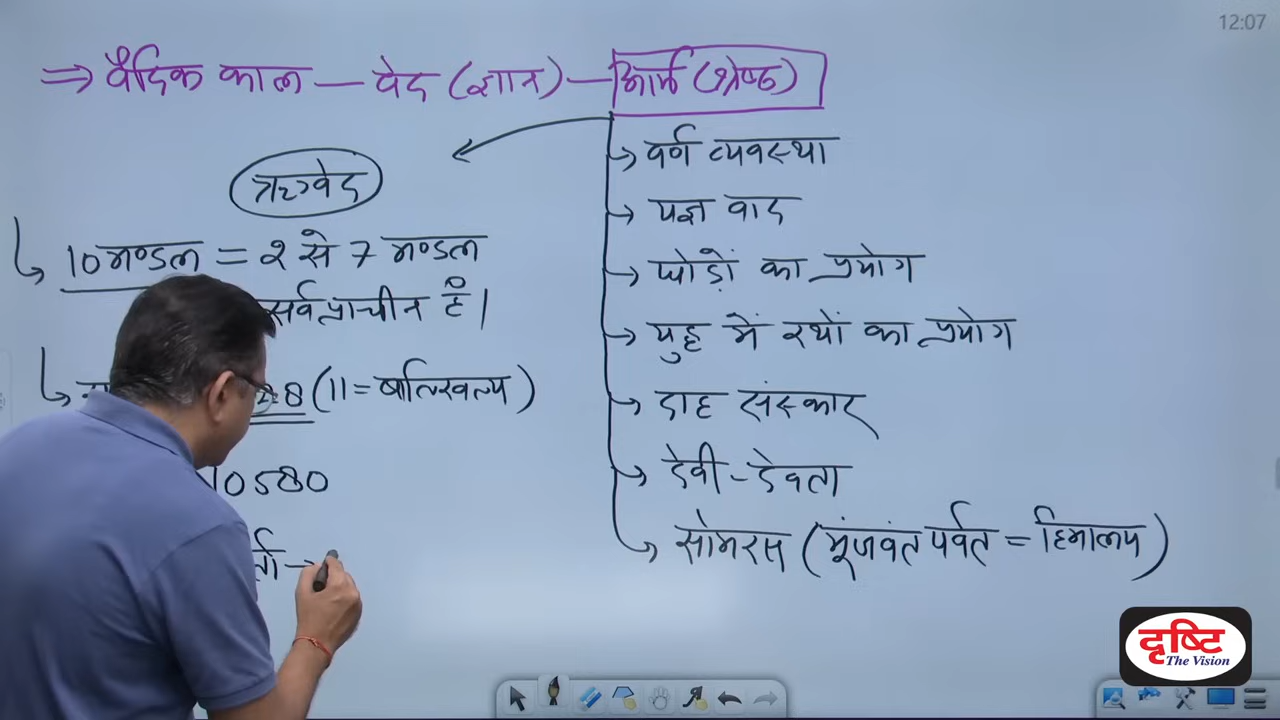 12:07
⇒ वैदिक काल – वेद (ज्ञान) – आर्य (श्रेष्ठ)
ऋग्वेद
10 मण्डल = 2 से 7 मण्डल
सर्वप्राचीन हैं।
(11 = बालखिल्य)
10580
→ वर्ण व्यवस्था
→ यज्ञ वाद
→ घोड़ों का प्रयोग
→ युद्ध में रथों का प्रयोग
→ दाह संस्कार
→ देवी - देवता
→ सोमरस (मूंजवंत पर्वत = हिमालय)
दृष्टि
The Vision